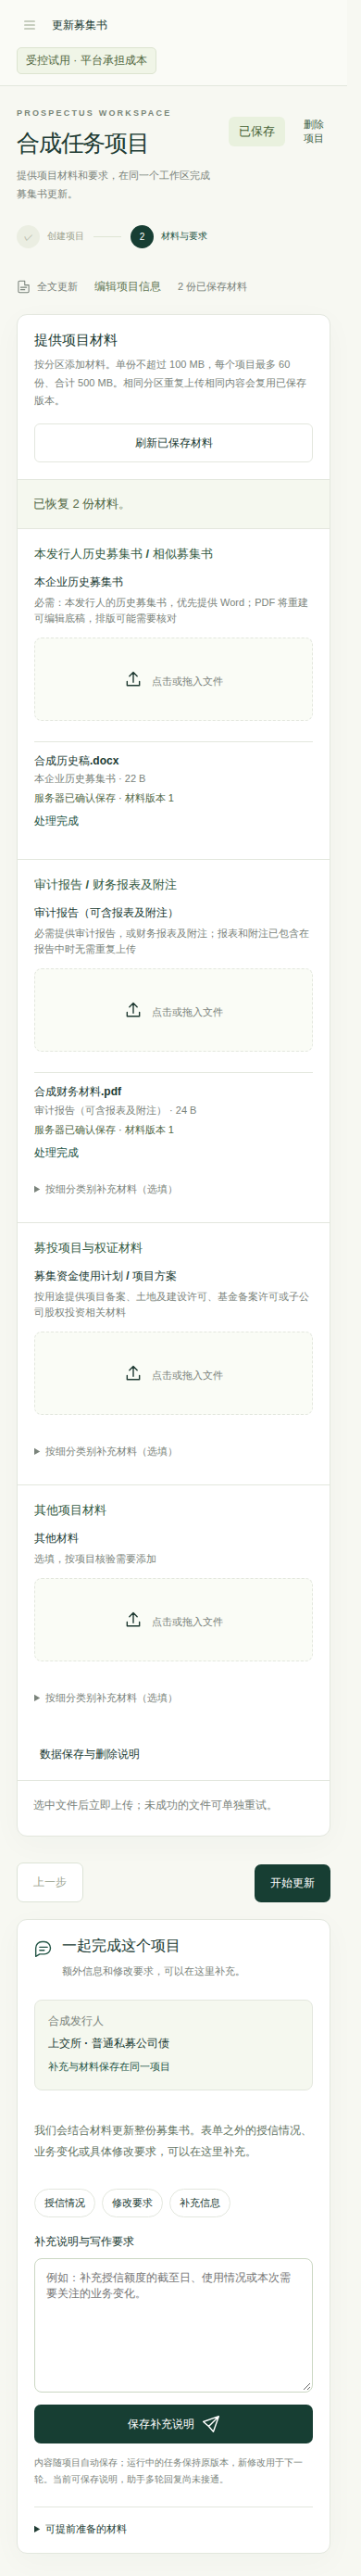 更新募集书
受控试用 · 平台承担成本
PROSPECTUS WORKSPACE
合成任务项目
已保存
删除
项目
提供项目材料和要求，在同一个工作区完成
募集书更新。
创建项目
2
材料与要求
全文更新
编辑项目信息
2 份已保存材料
提供项目材料
按分区添加材料。单份不超过 100 MB，每个项目最多 60
份、合计 500 MB。相同分区重复上传相同内容会复用已保存
版本。
刷新已保存材料
已恢复 2 份材料。
本发行人历史募集书 / 相似募集书
本企业历史募集书
必需：本发行人的历史募集书，优先提供 Word；PDF 将重建
可编辑底稿，排版可能需要核对
点击或拖入文件
合成历史稿.docx
本企业历史募集书 · 22 B
服务器已确认保存 · 材料版本 1
处理完成
审计报告 / 财务报表及附注
审计报告（可含报表及附注）
必需提供审计报告，或财务报表及附注；报表和附注已包含在
报告中时无需重复上传
点击或拖入文件
合成财务材料.pdf
审计报告（可含报表及附注） · 24 B
服务器已确认保存 · 材料版本 1
处理完成
按细分类别补充材料（选填）
募投项目与权证材料
募集资金使用计划 / 项目方案
按用途提供项目备案、土地及建设许可、基金备案许可或子公
司股权投资相关材料
点击或拖入文件
按细分类别补充材料（选填）
其他项目材料
其他材料
选填，按项目核验需要添加
点击或拖入文件
按细分类别补充材料（选填）
数据保存与删除说明
选中文件后立即上传；未成功的文件可单独重试。
上一步
开始更新
一起完成这个项目
额外信息和修改要求，可以在这里补充。
合成发行人
上交所 · 普通私募公司债
补充与材料保存在同一项目
我们会结合材料更新整份募集书。表单之外的授信情况、
业务变化或具体修改要求，可以在这里补充。
授信情况
修改要求
补充信息
补充说明与写作要求
例如：补充授信额度的截至日、使用情况或本次需
要关注的业务变化。
保存补充说明
内容随项目自动保存；运行中的任务保持原版本，新修改用于下一
轮。当前可保存说明，助手多轮回复尚未接通。
可提前准备的材料